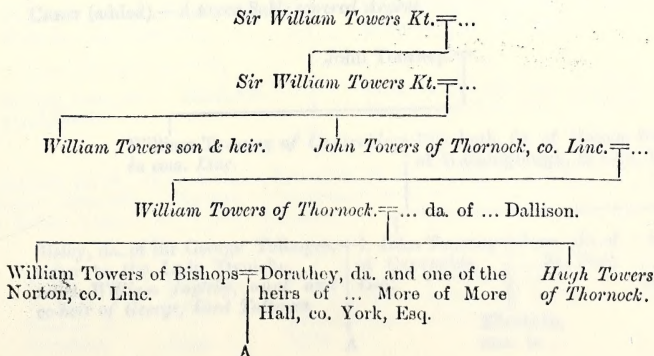 Sir William Towers Kt.=...
Sir William Towers Kt.=...
William Towers son & heir. John Towers of Thornock, co. Linc.=...
William Towers of Thornock.=... da. of ... Dallison.
William Towers of Bishops=Dorathey, da. and one of the Hugh Towers
Norton, co. Linc. heirs of ... More of More of Thornock.
Hall, co. York, Esq.
A